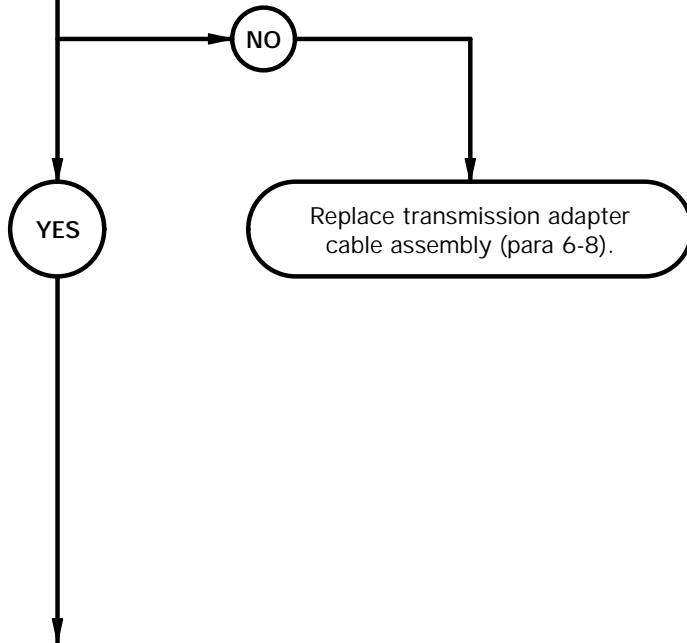 NO
YES
Replace transmission adapter
cable assembly (para 6-8).